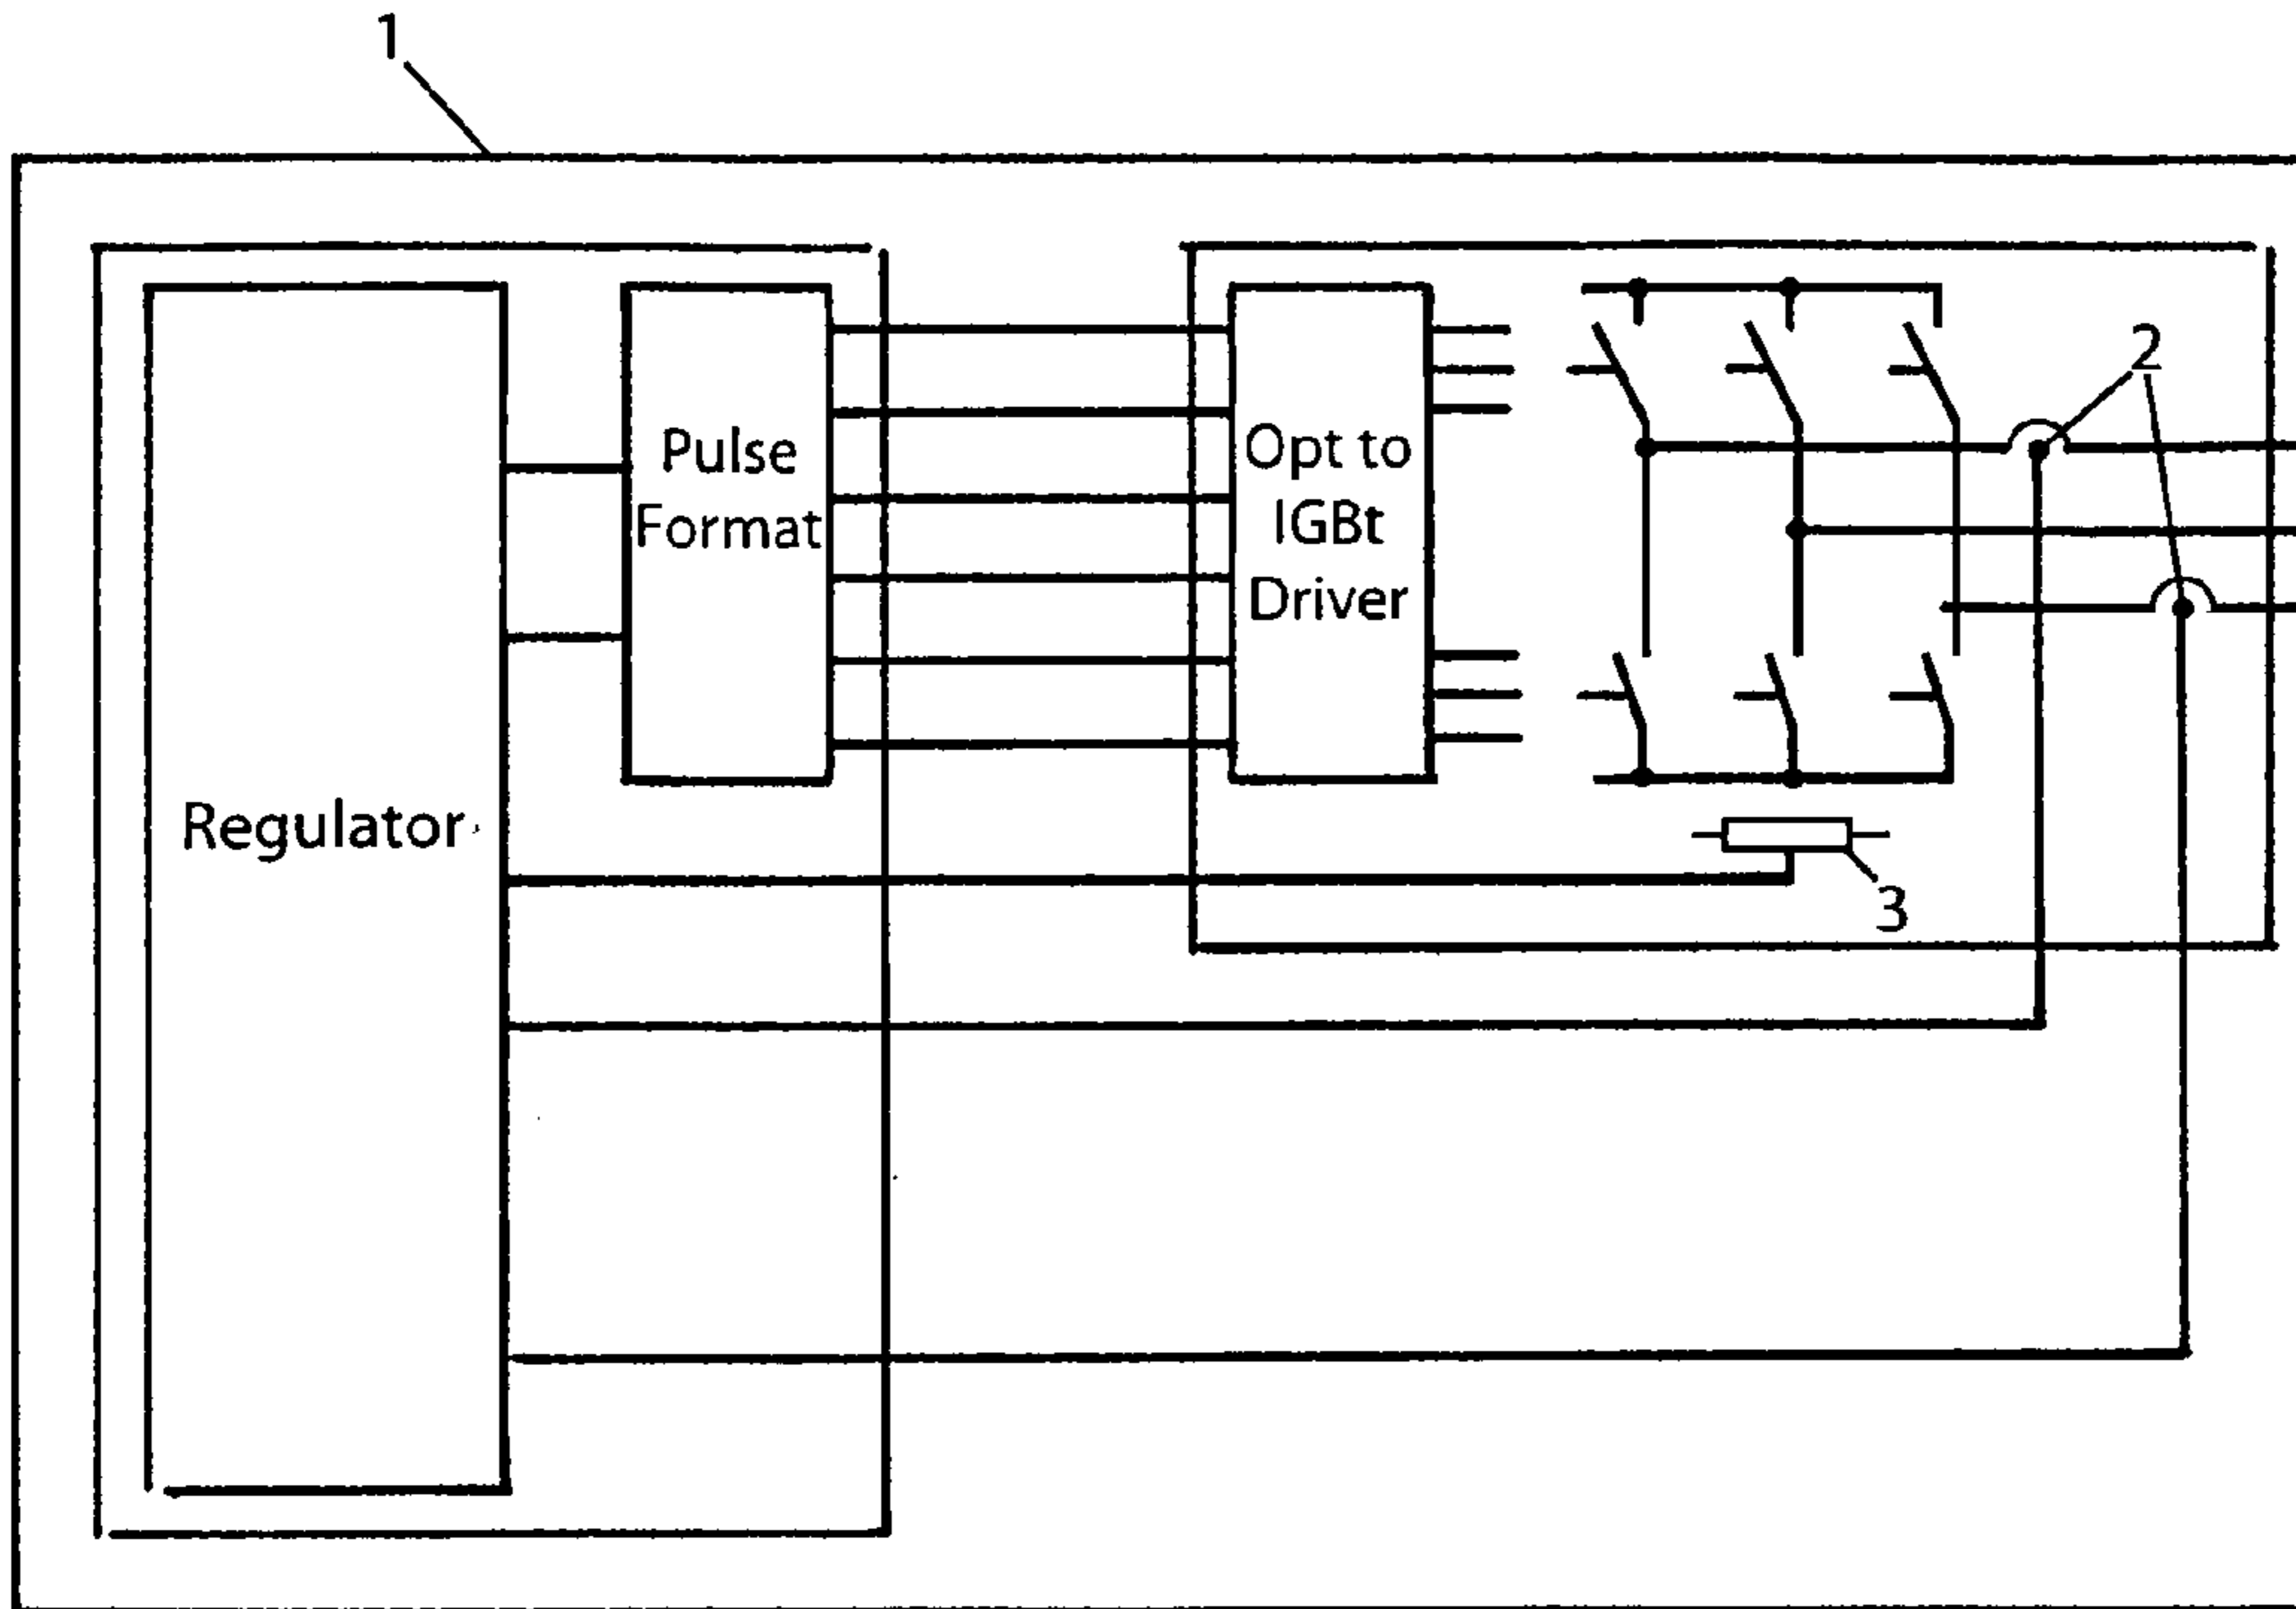 1
2
Pulse
Format
Opt to
IGBt
Driver
Regulator
3